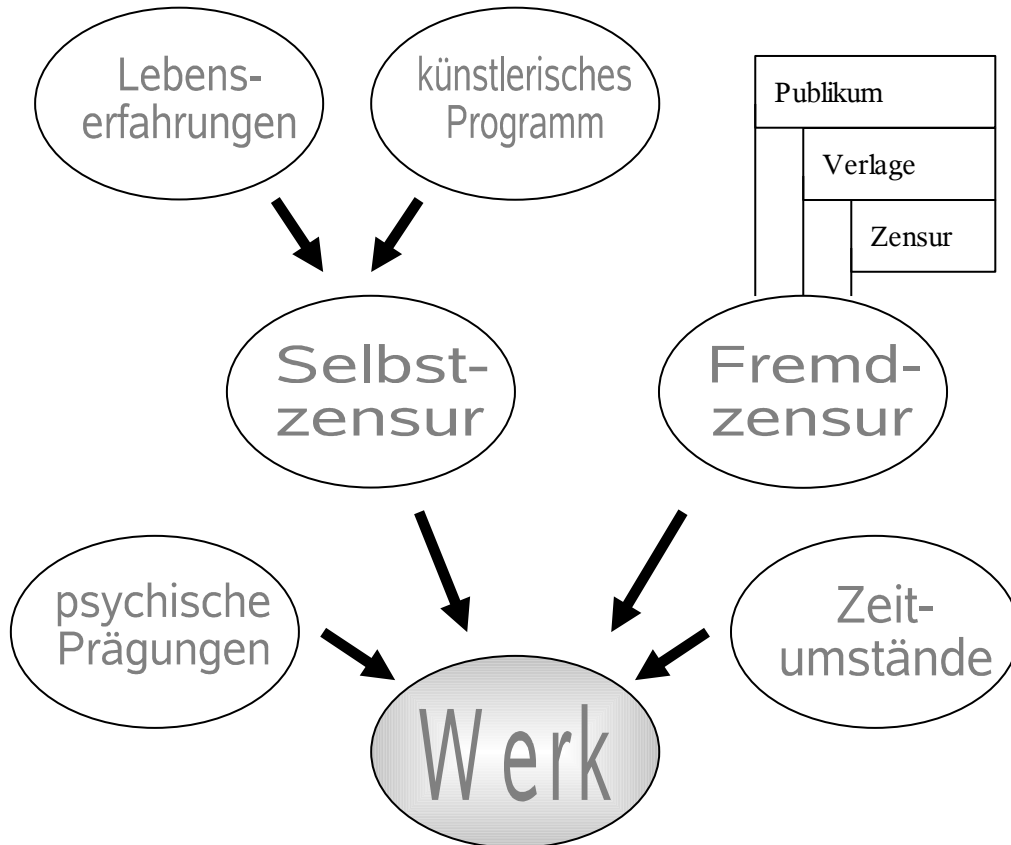 Lebens-
erfahrungen
künstlerisches
Programm
Publikum
Verlage
Zensur
Selbst-
zensur
Fremd-
zensur
psychische
Prägungen
Zeit-
umstände
Werk